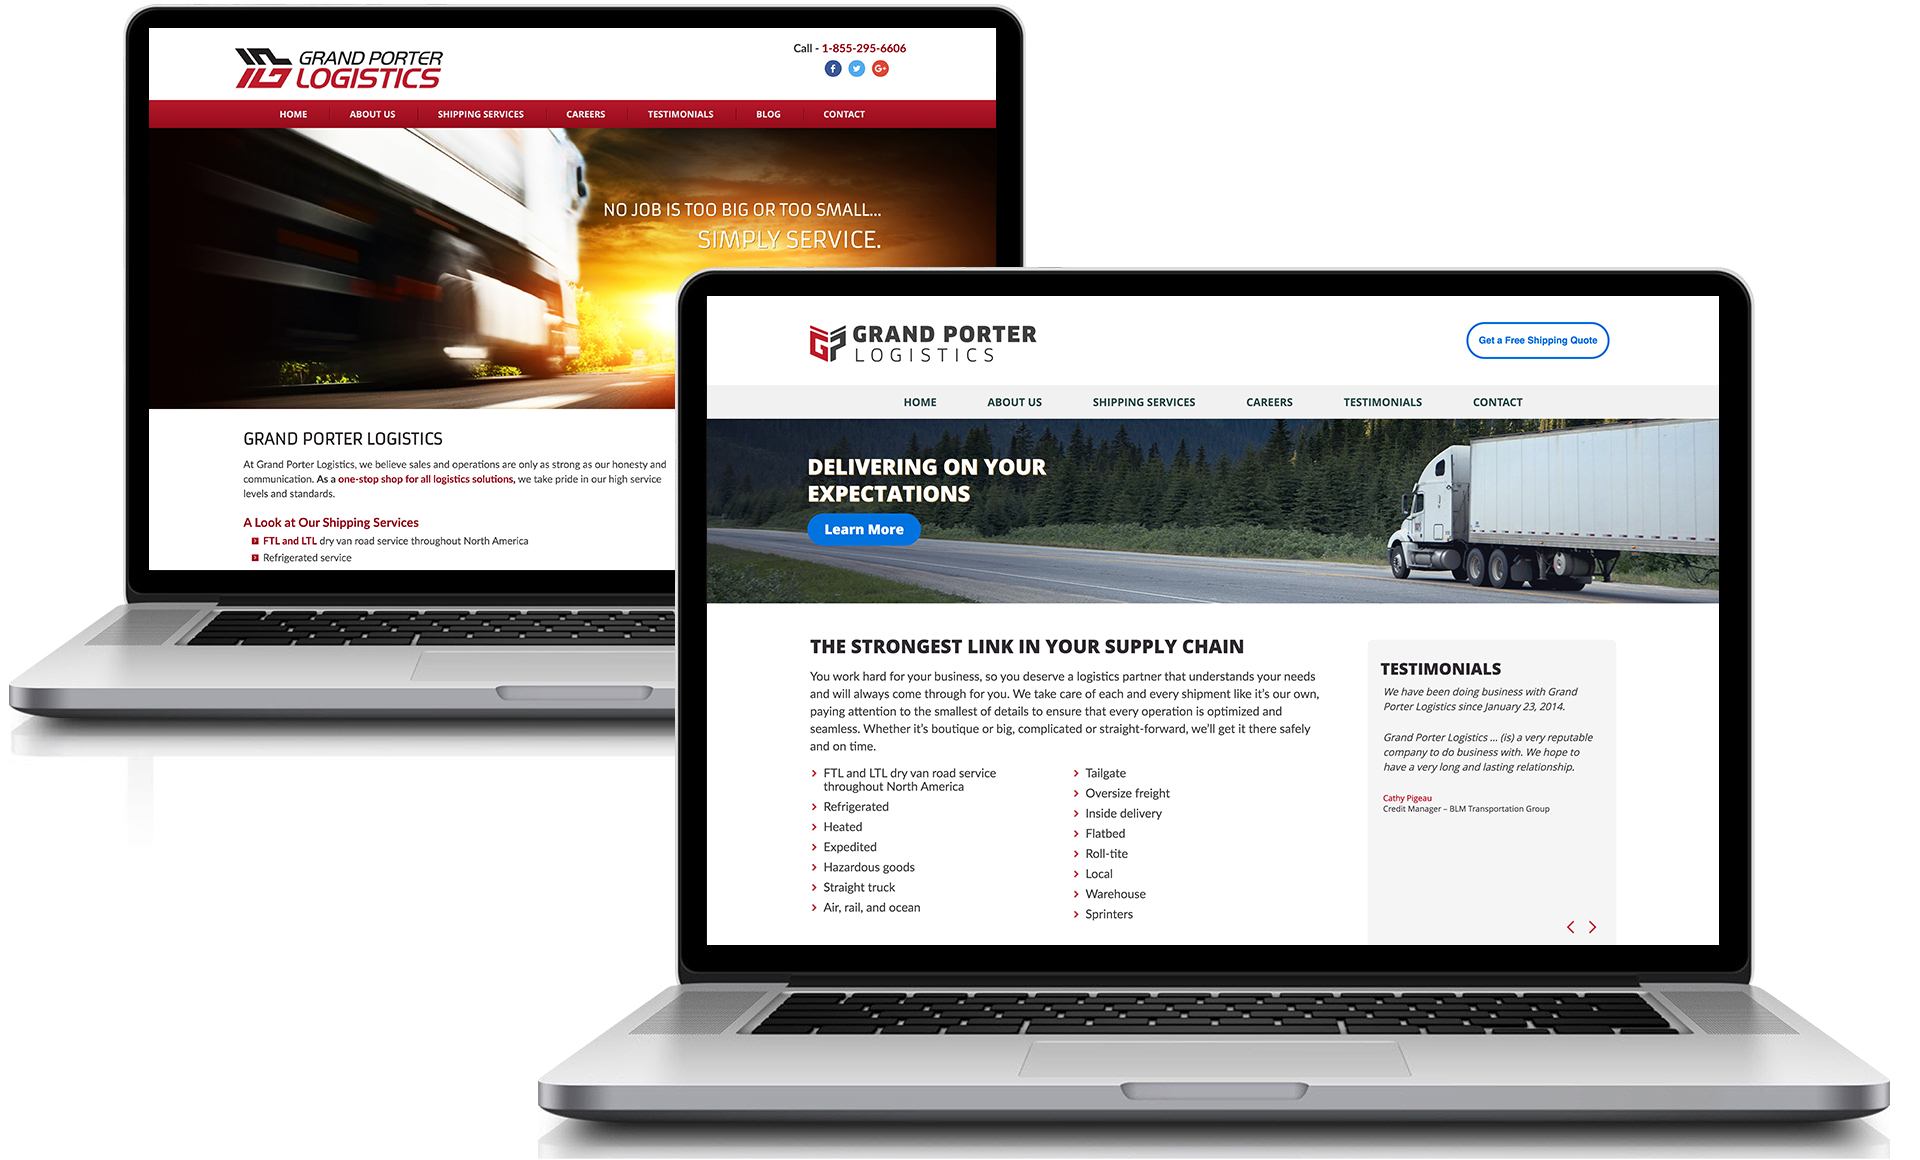 GRAND PORTER
LOGISTICS
Call - 1-855-295-6606
HOME
ABOUT US
SHIPPING SERVICES
CAREERS
TESTIMONIALS
BLOG
CONTACT
NO JOB IS TOO BIG OR TOO SMALL...
SIMPLY SERVICE.
GRAND PORTER LOGISTICS
At Grand Porter Logistics, we believe sales and operations are only as strong as our honesty and
communication. As a one-stop shop for all logistics solutions, we take pride in our high service
levels and standards.
A Look at Our Shipping Services
FTL and LTL dry van road service throughout North America
Refrigerated service
GP GRAND PORTER
LOGISTICS
Get a Free Shipping Quote
HOME
ABOUT US
SHIPPING SERVICES
CAREERS
TESTIMONIALS
CONTACT
DELIVERING ON YOUR
EXPECTATIONS
Learn More
THE STRONGEST LINK IN YOUR SUPPLY CHAIN
You work hard for your business, so you deserve a logistics partner that understands your needs
and will always come through for you. We take care of each and every shipment like it's our own,
paying attention to the smallest of details to ensure that every operation is optimized and
seamless. Whether it's boutique or big, complicated or straight-forward, we'll get it there safely
and on time.
FTL and LTL dry van road service
throughout North America
Refrigerated
Heated
Expedited
Hazardous goods
Straight truck
Air, rail, and ocean
Tailgate
Oversize freight
Inside delivery
Flatbed
Roll-tite
Local
Warehouse
Sprinters
TESTIMONIALS
We have been doing business with Grand
Porter Logistics since January 23, 2014.
Grand Porter Logistics ... (is) a very reputable
company to do business with. We hope to
have a very long and lasting relationship.
Cathy Pigeau
Credit Manager – BLM Transportation Group